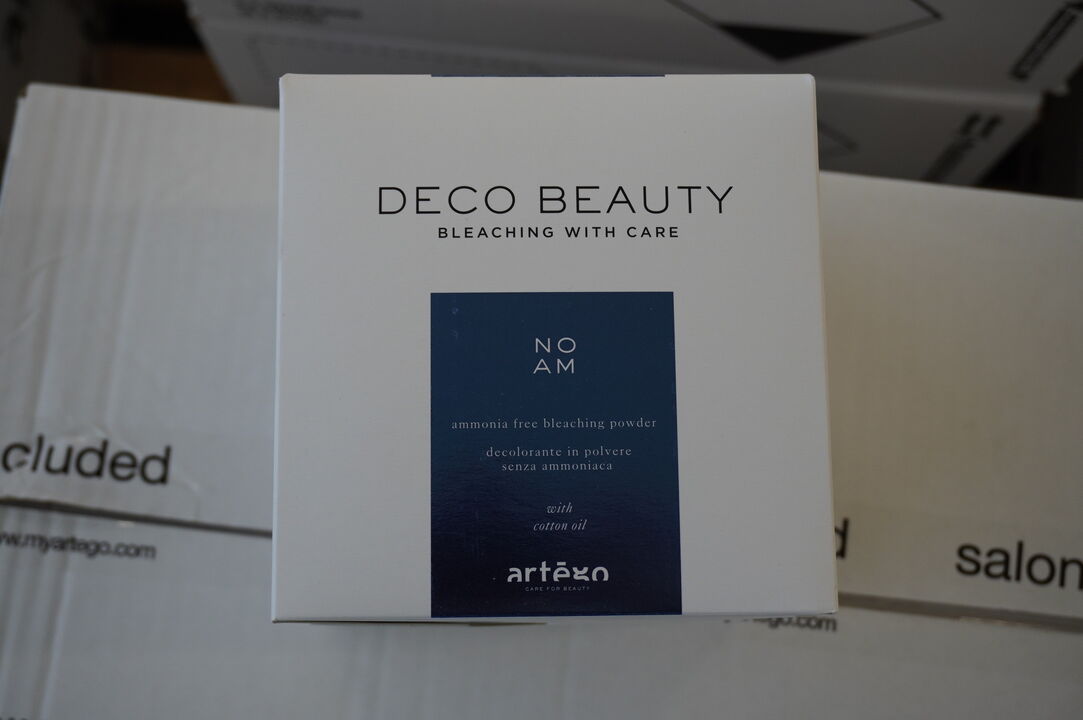 DECO BEAUTY
BLEACHING WITH CARE
NO
AM
ammonia free bleaching powder
decolorante in polvere
senza ammoniaca
with
cotton oil
artēgo
CARE FOR BEAUTY
cluded
www.myartego.com
salon